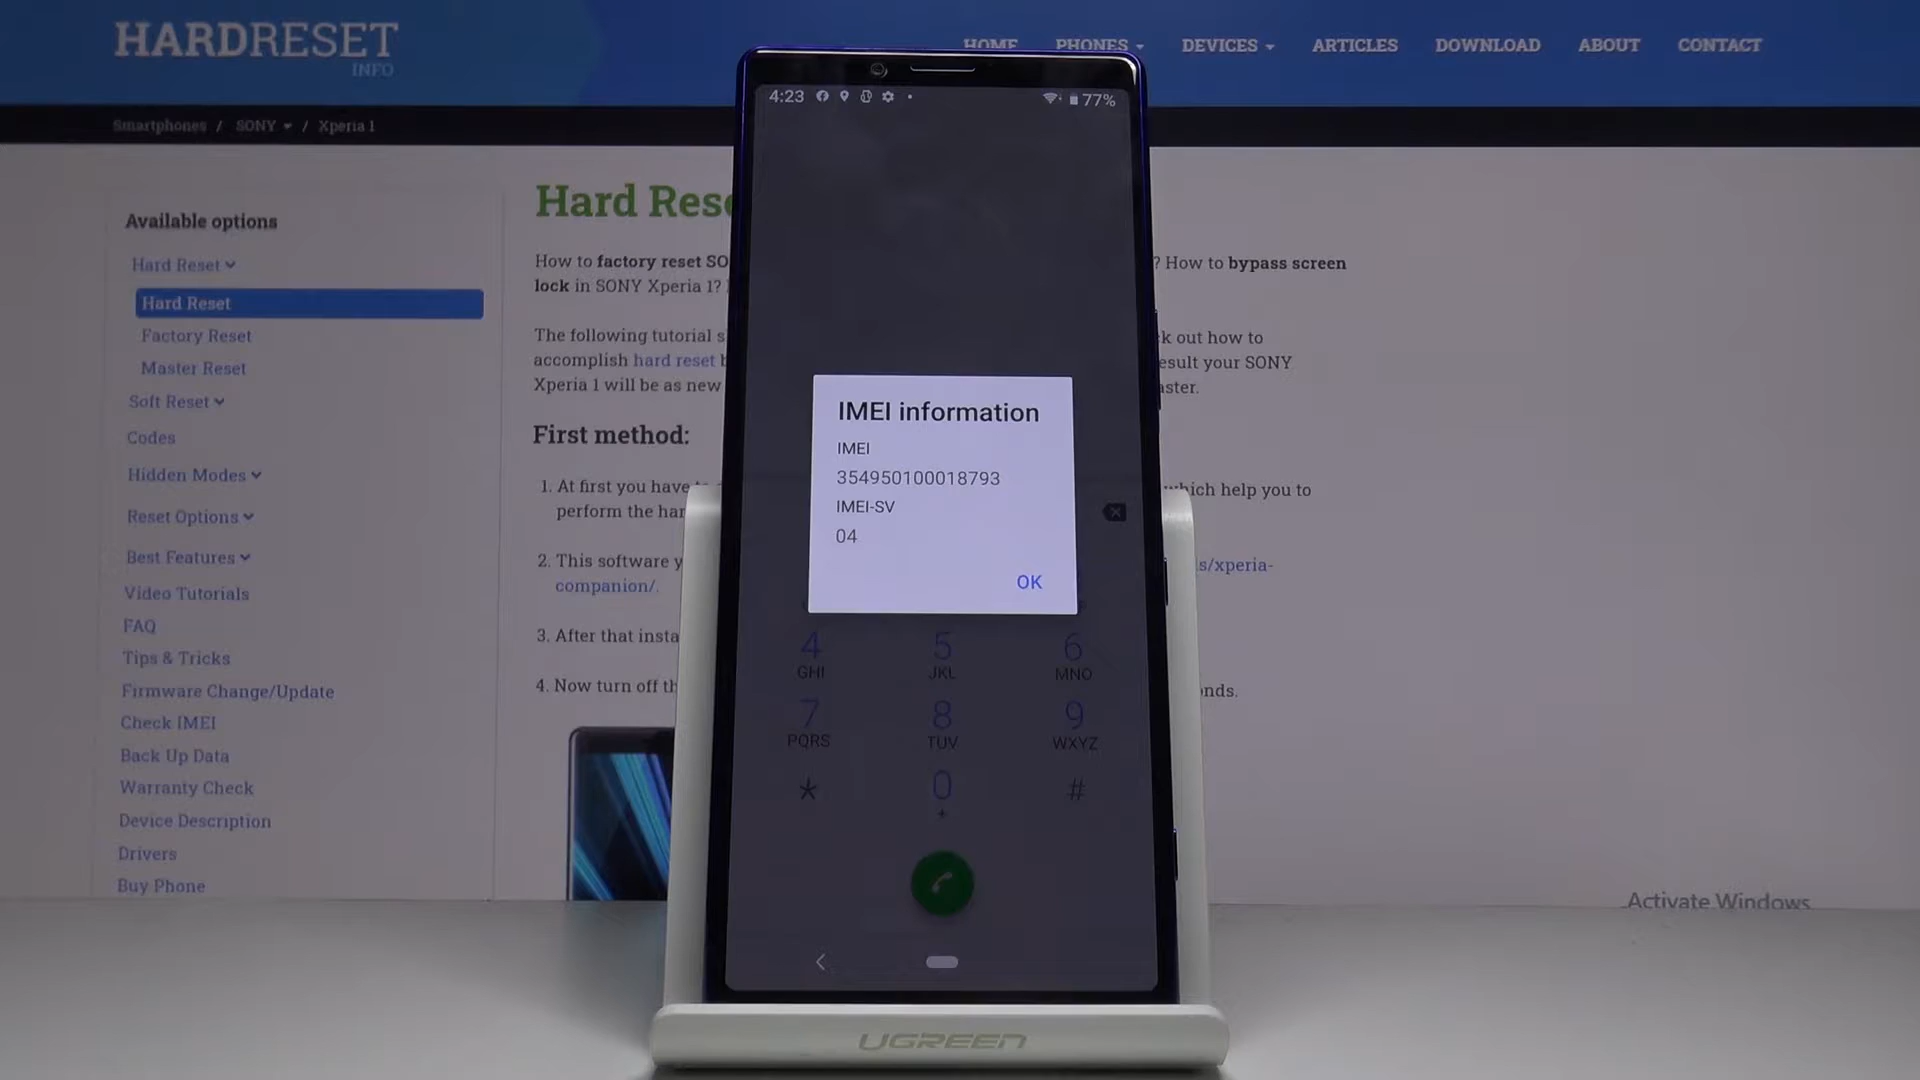 HARDRESET
INFO
HOME PHONES DEVICES ARTICLES DOWNLOAD ABOUT CONTACT
Smartphones / SONY / Xperia 1
Available options
Hard Reset
Hard Reset
Factory Reset
Master Reset
Soft Reset
Codes
Hidden Modes
Reset Options
Best Features
Video Tutorials
FAQ
Tips & Tricks
Firmware Change/Update
Check IMEI
Back Up Data
Warranty Check
Device Description
Drivers
Buy Phone
Hard Rese
How to factory reset SO
? How to bypass screen
lock in SONY Xperia 1?
The following tutorial s
ck out how to
accomplish hard reset b
esult your SONY
Xperia 1 will be as new
aster.
First method:
1. At first you have to
which help you to
perform the har
2. This software y
s/xperia-
companion/.
3. After that insta
4. Now turn off th
onds.
4:23
77%
IMEI information
IMEI
354950100018793
IMEI-SV
04
OK
4 5 6
GHI JKL MNO
7 8 9
PQRS TUV WXYZ
* 0 #
+
Activate Windows
UGREEN